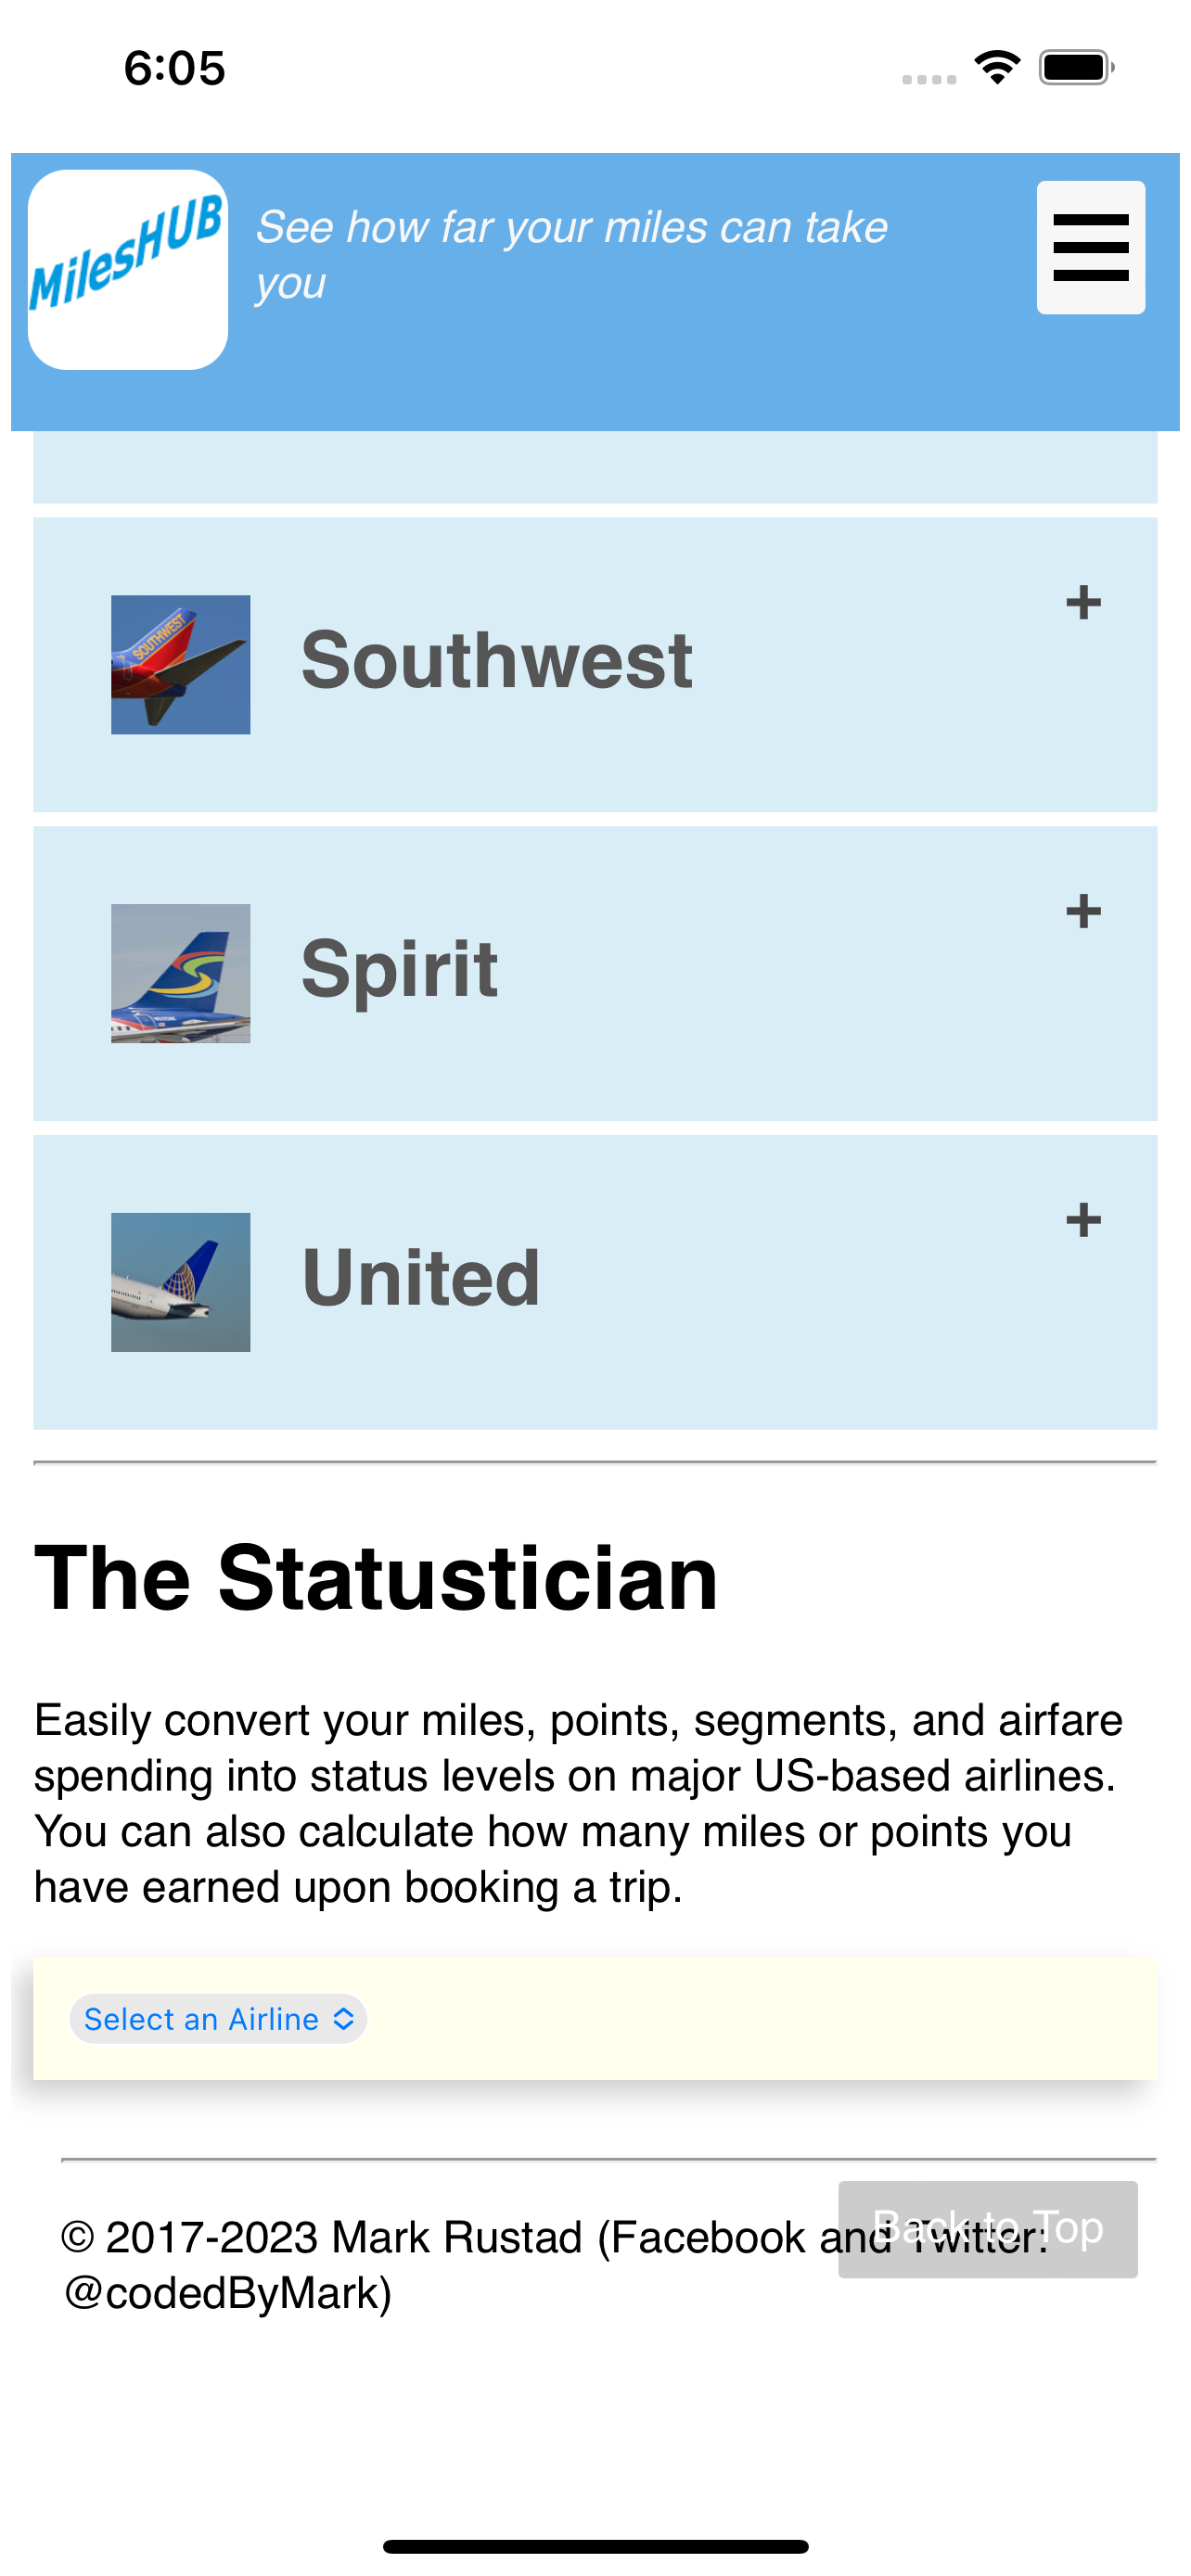 6:05
MilesHUB
See how far your miles can take
you
SOUTHWEST
Southwest
+
Spirit
+
United
+
The Statustician
Easily convert your miles, points, segments, and airfare
spending into status levels on major US-based airlines.
You can also calculate how many miles or points you
have earned upon booking a trip.
Select an Airline
© 2017-2023 Mark Rustad (Facebook and Twitter:
@codedByMark)
Back to Top